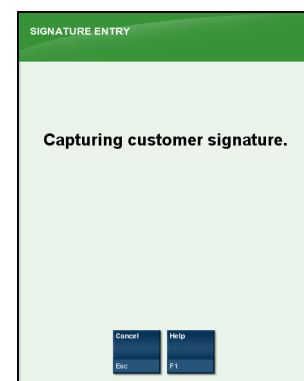 SIGNATURE ENTRY
Capturing customer signature.
Cancel Help
Esc F1